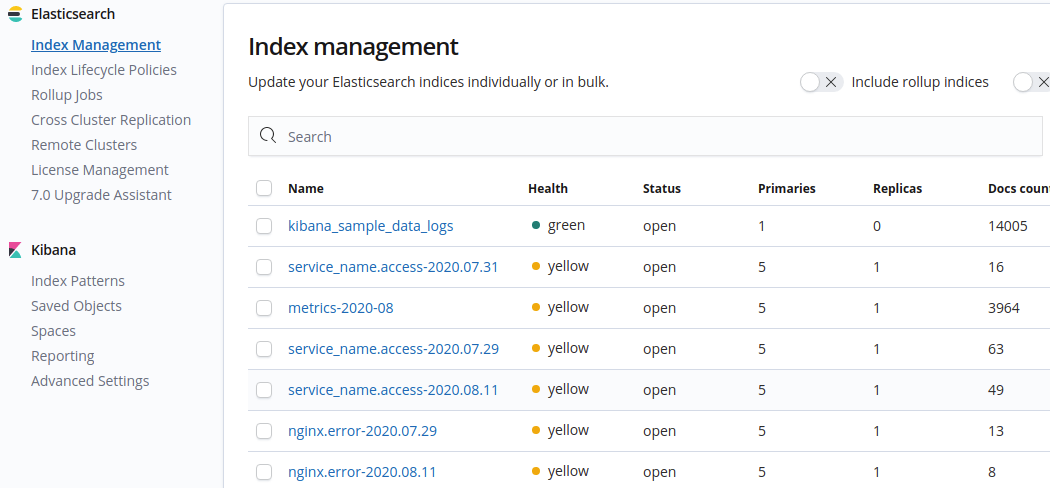 Elasticsearch
Index Management
Index Lifecycle Policies
Rollup Jobs
Cross Cluster Replication
Remote Clusters
License Management
7.0 Upgrade Assistant
Kibana
Index Patterns
Saved Objects
Spaces
Reporting
Advanced Settings
Index management
Update your Elasticsearch indices individually or in bulk. Include rollup indices
Search
Name Health Status Primaries Replicas Docs coun
kibana_sample_data_logs green open 1 0 14005
service_name.access-2020.07.31 yellow open 5 1 16
metrics-2020-08 yellow open 5 1 3964
service_name.access-2020.07.29 yellow open 5 1 63
service_name.access-2020.08.11 yellow open 5 1 49
nginx.error-2020.07.29 yellow open 5 1 13
nginx.error-2020.08.11 yellow open 5 1 8